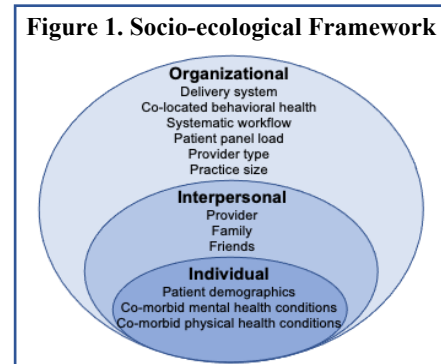 Figure 1. Socio-ecological Framework
Organizational
Delivery system
Co-located behavioral health
Systematic workflow
Patient panel load
Provider type
Practice size
Interpersonal
Provider
Family
Friends
Individual
Patient demographics
Co-morbid mental health conditions
Co-morbid physical health conditions